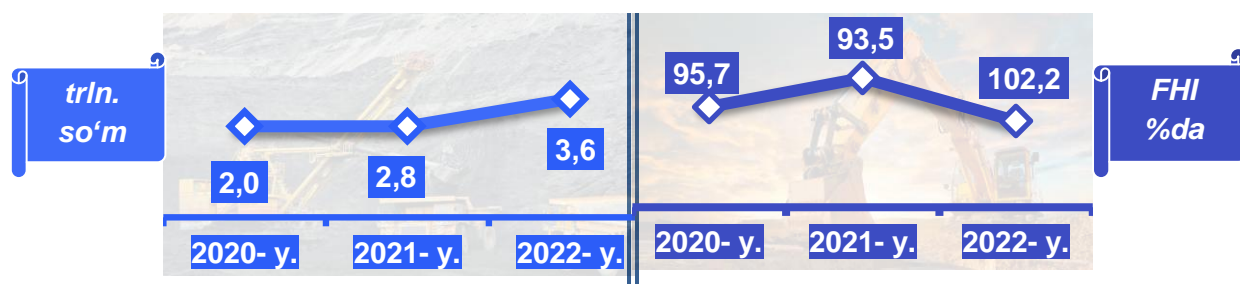 trln.
so‘m
2,0
2,8
3,6
2020- y.
2021- y.
2022- y.
95,7
93,5
102,2
2020- y.
2021- y.
2022- y.
FHI
%da